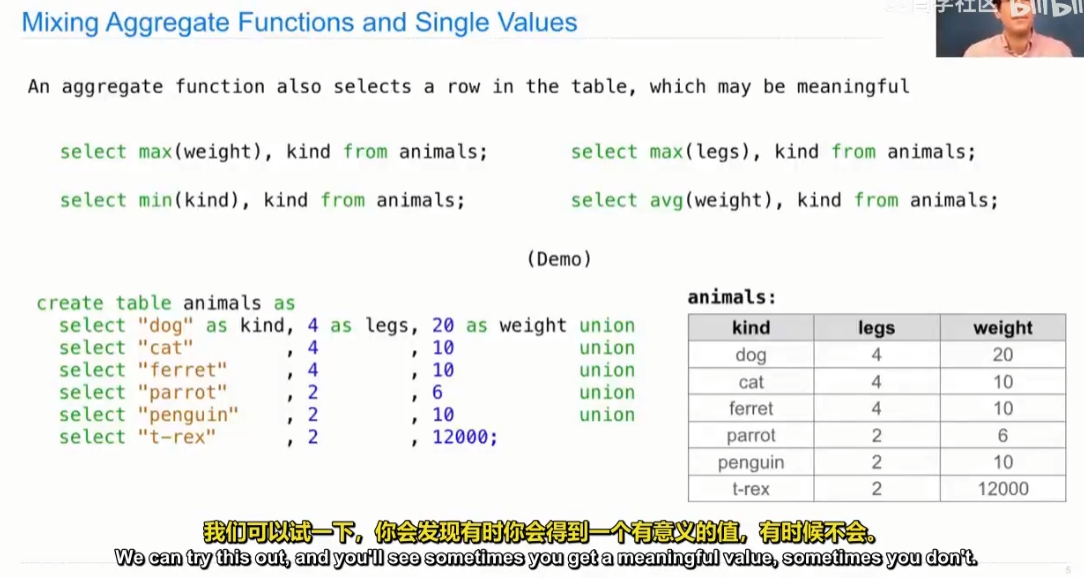 Mixing Aggregate Functions and Single Values
An aggregate function also selects a row in the table, which may be meaningful
select max(weight), kind from animals;
select max(legs), kind from animals;
select min(kind), kind from animals;
select avg(weight), kind from animals;
(Demo)
create table animals as
select "dog" as kind, 4 as legs, 20 as weight union
select "cat" , 4 , 10 union
select "ferret" , 4 , 10 union
select "parrot" , 2 , 6 union
select "penguin" , 2 , 10 union
select "t-rex" , 2 , 12000;
animals:
kind legs weight
dog 4 20
cat 4 10
ferret 4 10
parrot 2 6
penguin 2 10
t-rex 2 12000
我们可以试一下，你会发现有时你会得到一个有意义的值，有时候不会。
We can try this out, and you'll see sometimes you get a meaningful value, sometimes you don't.